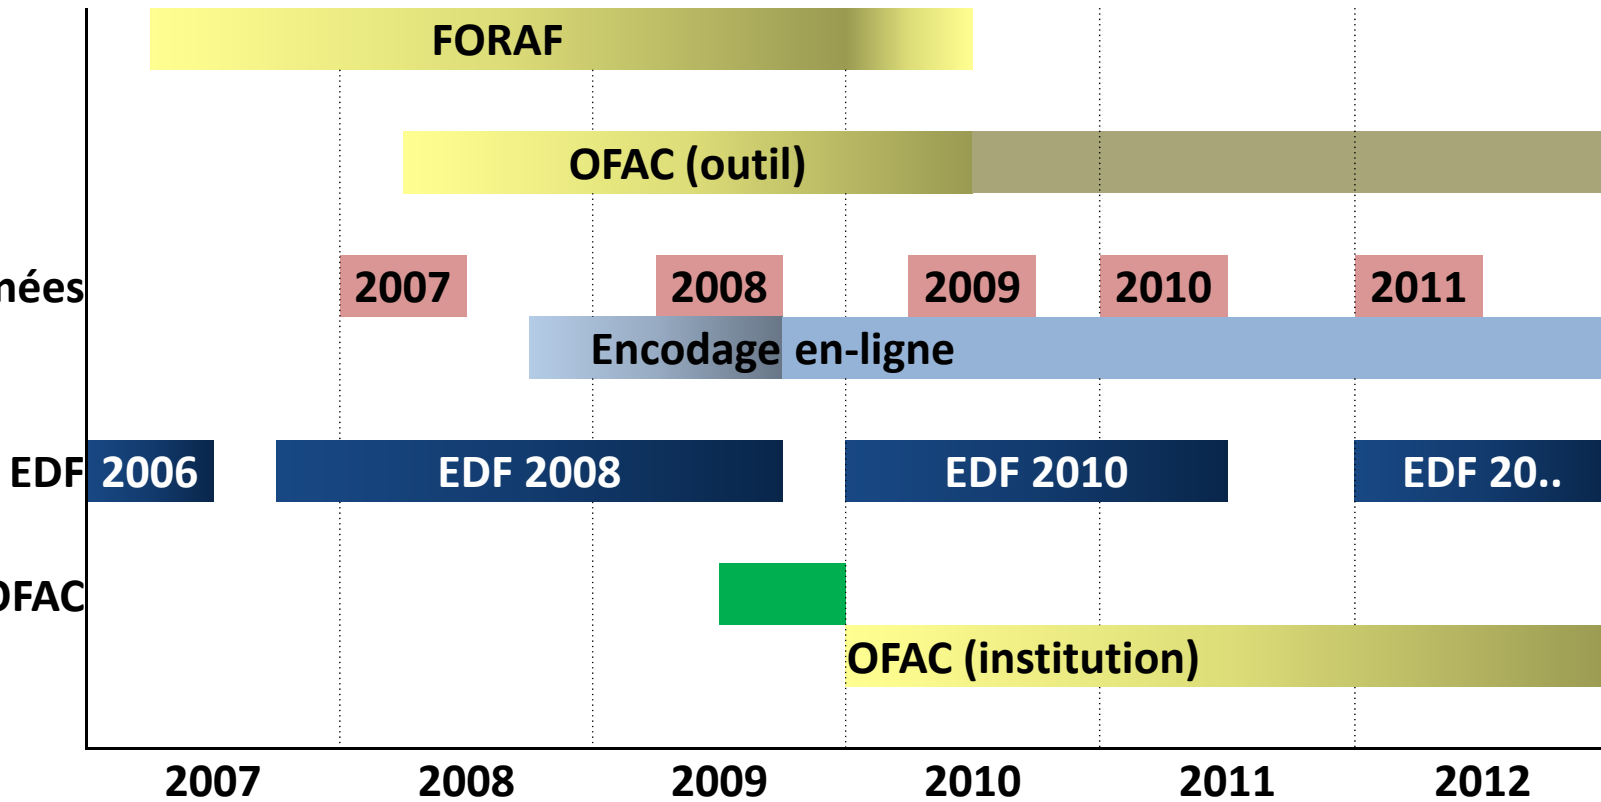 FORAF
OFAC (outil)
nées 2007 2008 2009 2010 2011
Encodage en-ligne
EDF 2006 EDF 2008 EDF 2010 EDF 20..
OFAC
OFAC (institution)
2007 2008 2009 2010 2011 2012